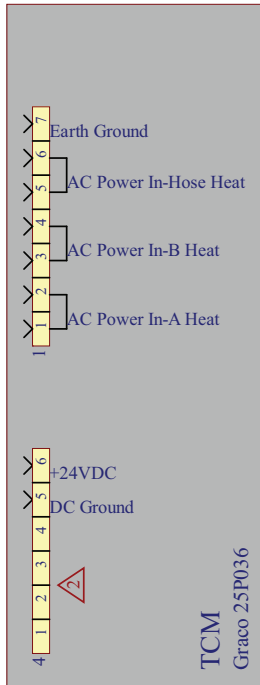 7
Earth Ground
6
AC Power In-Hose Heat
5
4
AC Power In-B Heat
3
2
AC Power In-A Heat
1
1
6
+24VDC
5
DC Ground
4
3
2
2
1
4
TCM
Graco 25P036